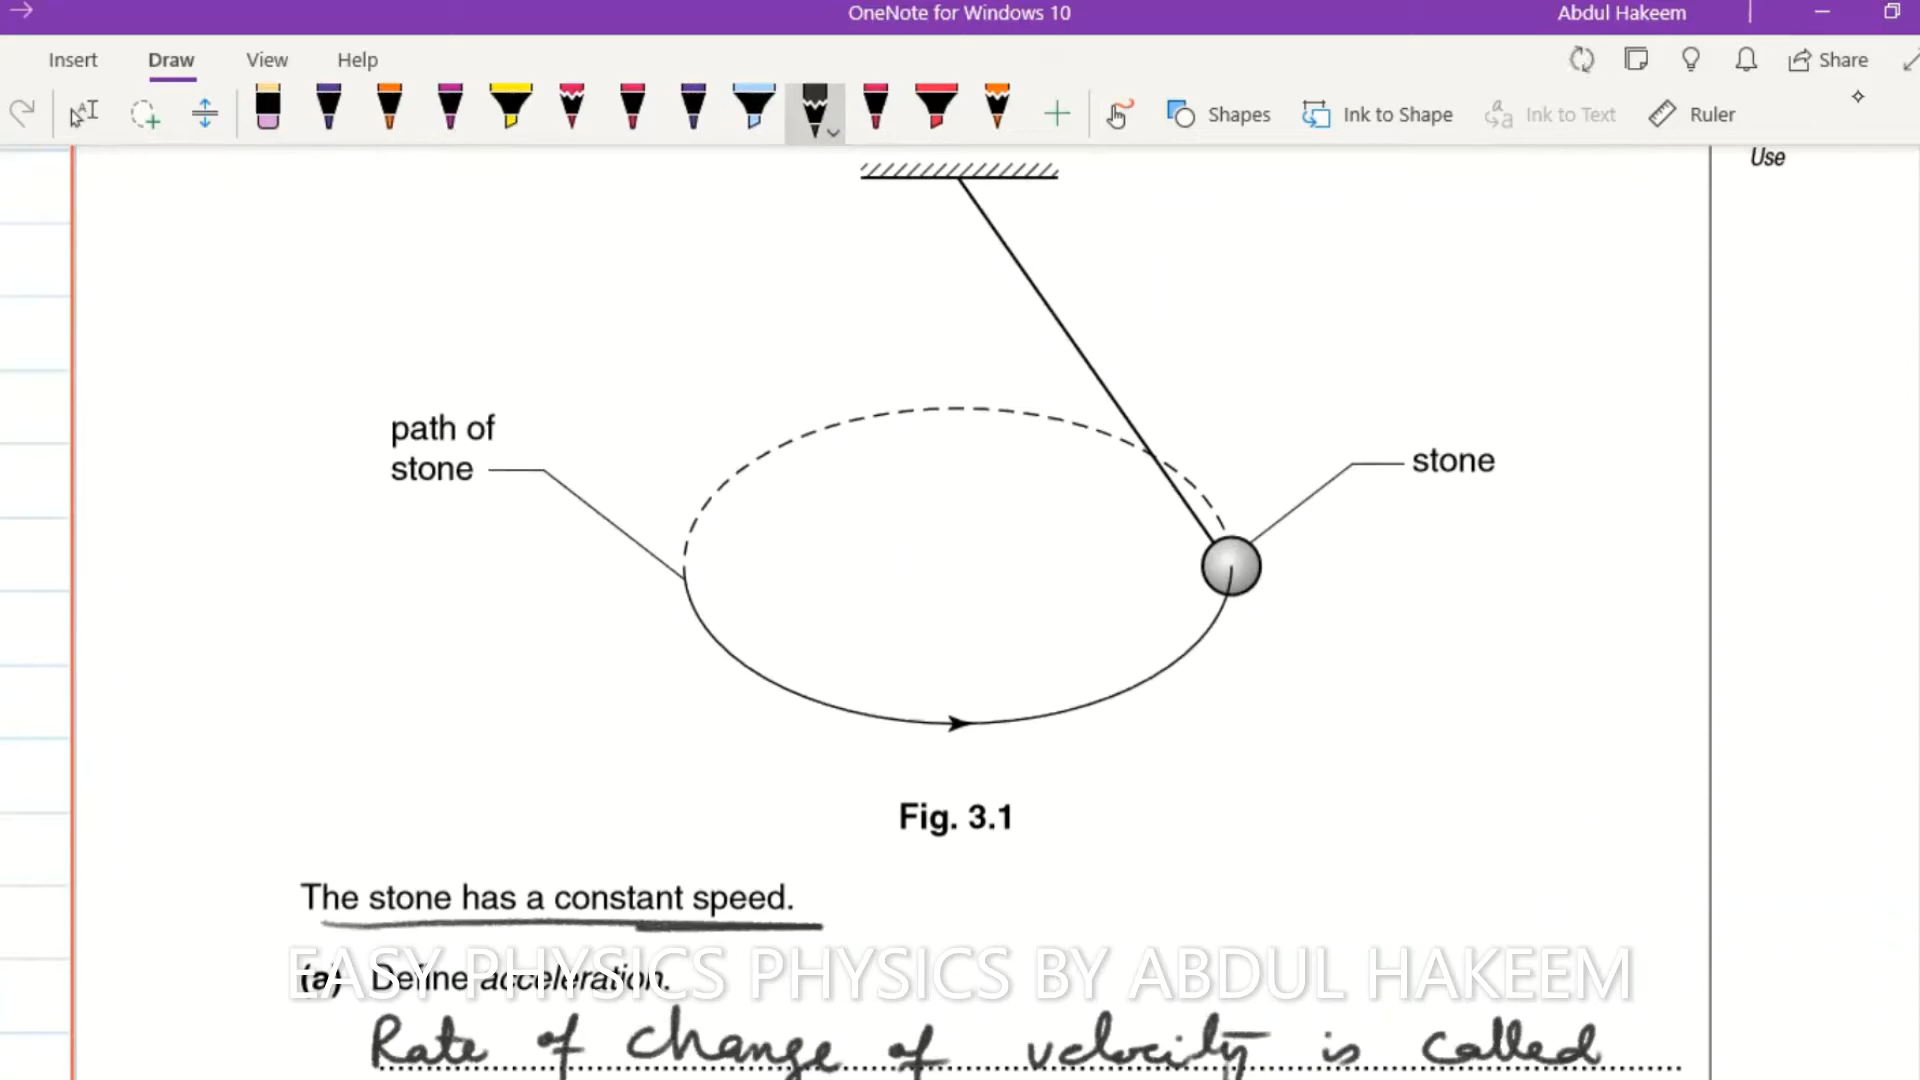 OneNote for Windows 10
Abdul Hakeem
Insert Draw View Help
Share
Shapes Ink to Shape Ink to Text Ruler
Use
path of
stone
stone
Fig. 3.1
The stone has a constant speed.
(a) Define acceleration.
EASY PHYSICS PHYSICS BY ABDUL HAKEEM
Rate of change of velocity is called